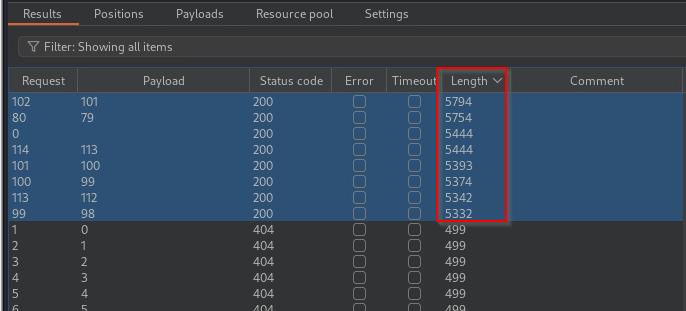 Results Positions Payloads Resource pool Settings
Filter: Showing all items
Request Payload Status code Error Timeout Length Comment
102 101 200 5794
80 79 200 5754
0 200 5444
114 113 200 5444
101 100 200 5393
100 99 200 5374
113 112 200 5342
99 98 200 5332
1 0 404 499
2 1 404 499
3 2 404 499
4 3 404 499
5 4 404 499
6 5 404 499